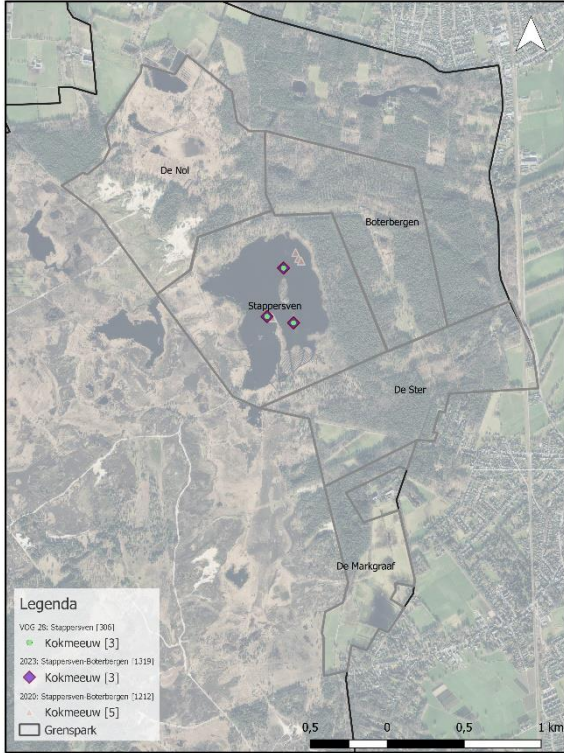 De Nol
Boterbergen
Stappersven
De Ster
De Markgraaf
Legenda
VOG 28: Stappersven [306]
Kokmeeuw [3]
2023: Stappersven-Boterbergen [1319]
Kokmeeuw [3]
2020: Stappersven-Boterbergen [1212]
Kokmeeuw [5]
Grenspark
0,5 0 0,5 1 km